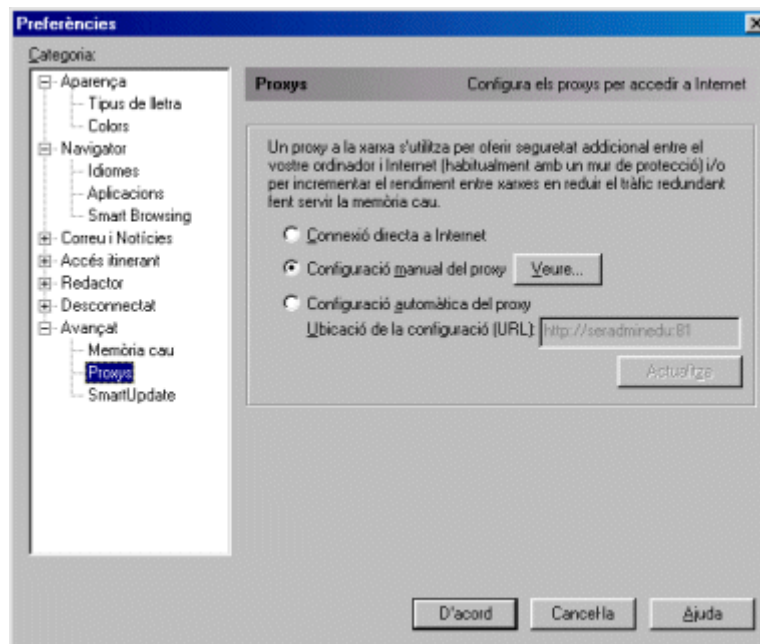 Preferències
Categoria:
Aparença
Tipus de lletra
Colors
Navigator
Idiomes
Aplicacions
Smart Browsing
Correu i Notícies
Accés itinerant
Redactor
Desconnectat
Avançat
Memòria cau
Proxys
SmartUpdate
Proxys Configura els proxys per accedir a Internet
Un proxy a la xarxa s'utilitza per oferir seguretat addicional entre el
vostre ordinador i Internet (habitualment amb un mur de protecció) i/o
per incrementar el rendiment entre xarxes en reduir el tràfic redundant
fent servir la memòria cau.
Connexió directa a Internet
Configuració manual del proxy Veure...
Configuració automàtica del proxy
Ubicació de la configuració (URL): http://seradminedu:81
Actualitza
D'acord Cancel·la Ajuda